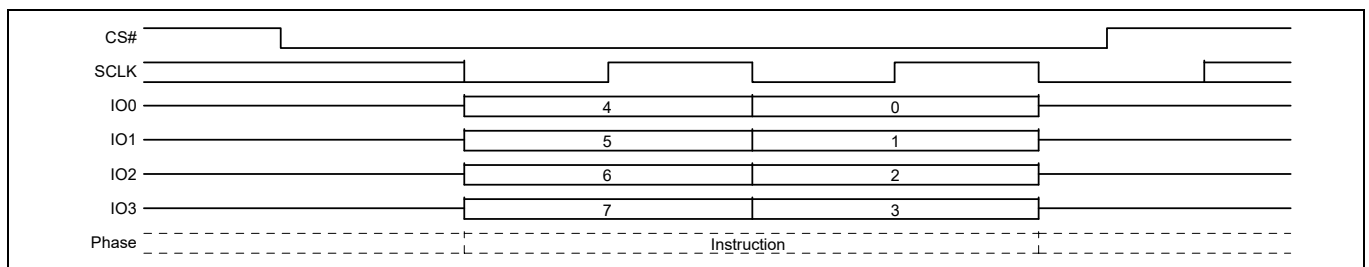 CS#
SCLK
IO0 4 0
IO1 5 1
IO2 6 2
IO3 7 3
Phase Instruction